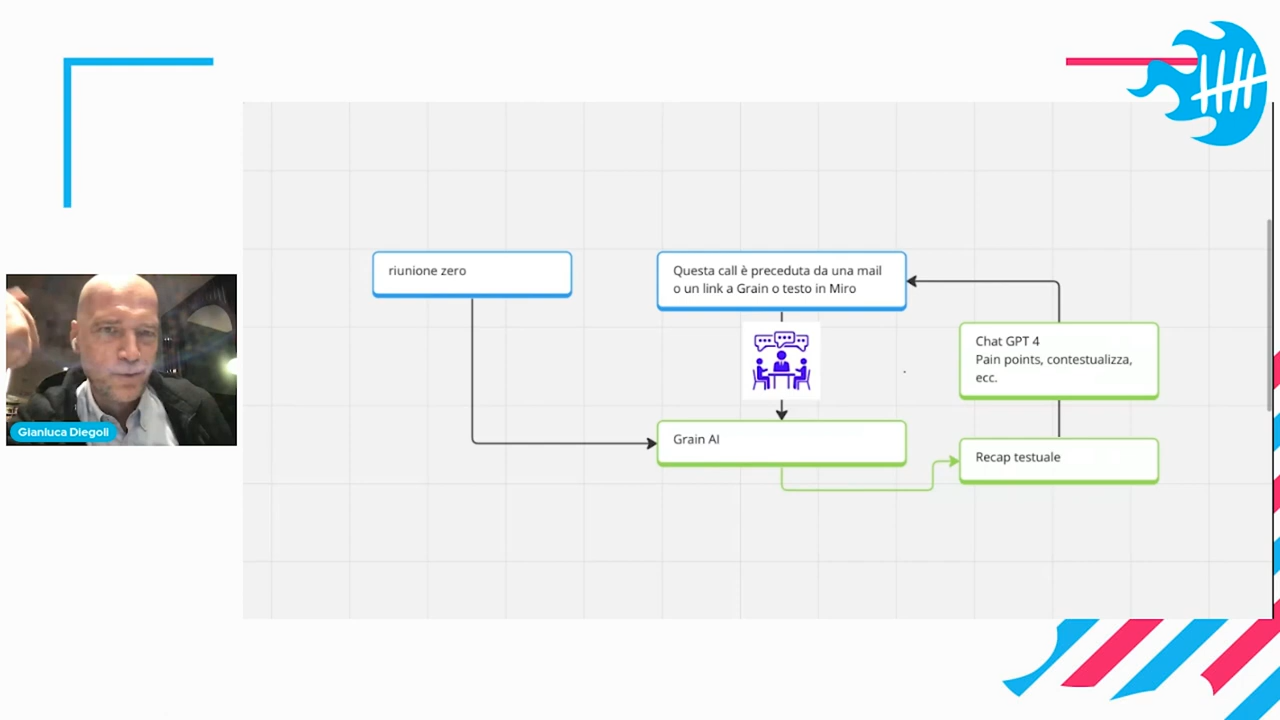 riunione zero
Questa call è preceduta da una mail
o un link a Grain o testo in Miro
Chat GPT 4
Pain points, contestualizza,
ecc.
Grain AI
Recap testuale
Gianluca Diegoli